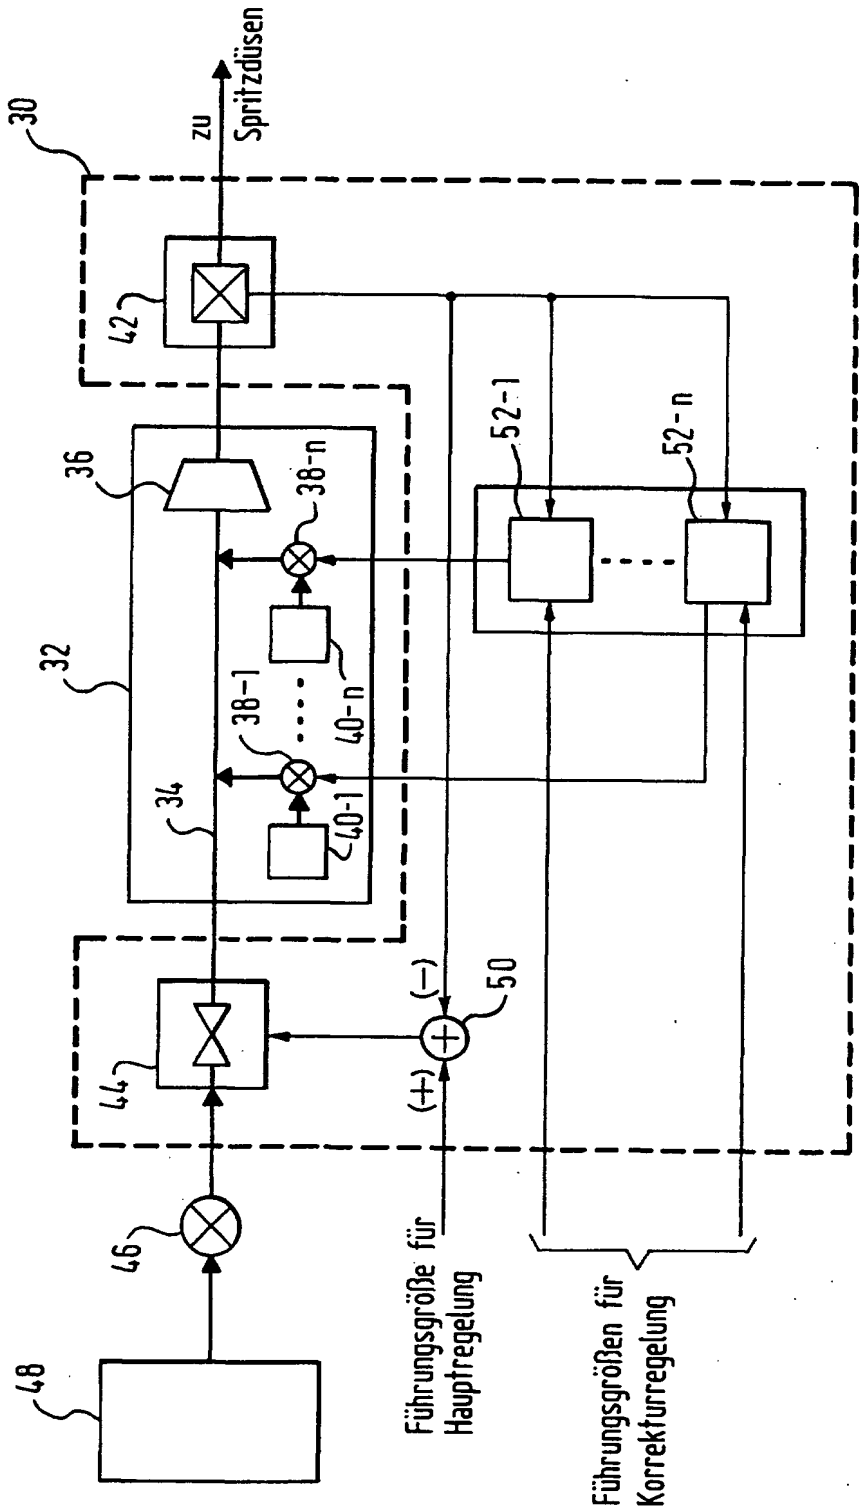 30
zu
Spritzdüsen
42
36
38-n
32
38-1
40-n
34
40-1
52-1
52-n
44
(-)
50
(+)
46
48
Führungsgröße für
Hauptregelung
Führungsgrößen für
Korrekturregelung